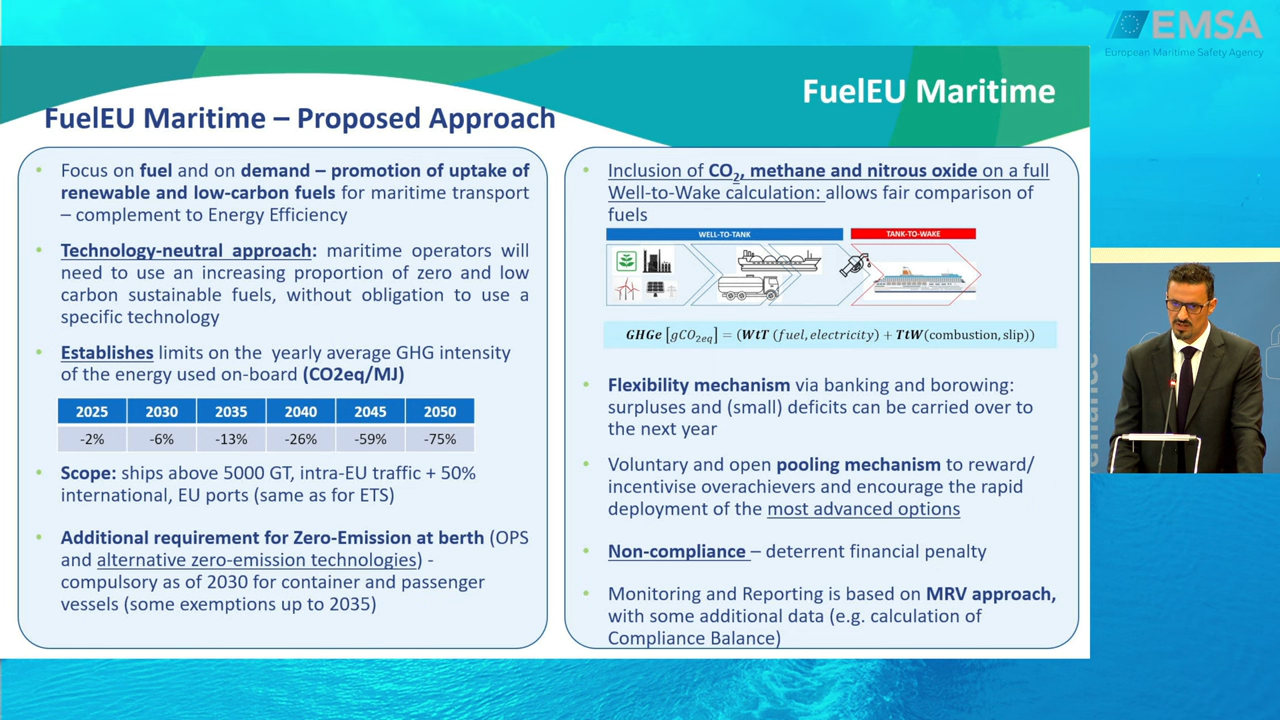 EMSA
European Maritime Safety Agency
FuelEU Maritime
FuelEU Maritime – Proposed Approach
• Focus on fuel and on demand – promotion of uptake of
renewable and low-carbon fuels for maritime transport
– complement to Energy Efficiency
• Technology-neutral approach: maritime operators will
need to use an increasing proportion of zero and low
carbon sustainable fuels, without obligation to use a
specific technology
• Establishes limits on the yearly average GHG intensity
of the energy used on-board (CO2eq/MJ)
2025 2030 2035 2040 2045 2050
-2% -6% -13% -26% -59% -75%
• Scope: ships above 5000 GT, intra-EU traffic + 50%
international, EU ports (same as for ETS)
• Additional requirement for Zero-Emission at berth (OPS
and alternative zero-emission technologies) -
compulsory as of 2030 for container and passenger
vessels (some exemptions up to 2035)
• Inclusion of CO₂, methane and nitrous oxide on a full
Well-to-Wake calculation: allows fair comparison of
fuels
WELL-TO-TANK TANK-TO-WAKE
GHGe [gCO2eq] = (WtT (fuel, electricity) + TtW(combustion, slip))
• Flexibility mechanism via banking and borowing:
surpluses and (small) deficits can be carried over to
the next year
• Voluntary and open pooling mechanism to reward/
incentivise overachievers and encourage the rapid
deployment of the most advanced options
• Non-compliance – deterrent financial penalty
• Monitoring and Reporting is based on MRV approach,
with some additional data (e.g. calculation of
Compliance Balance)